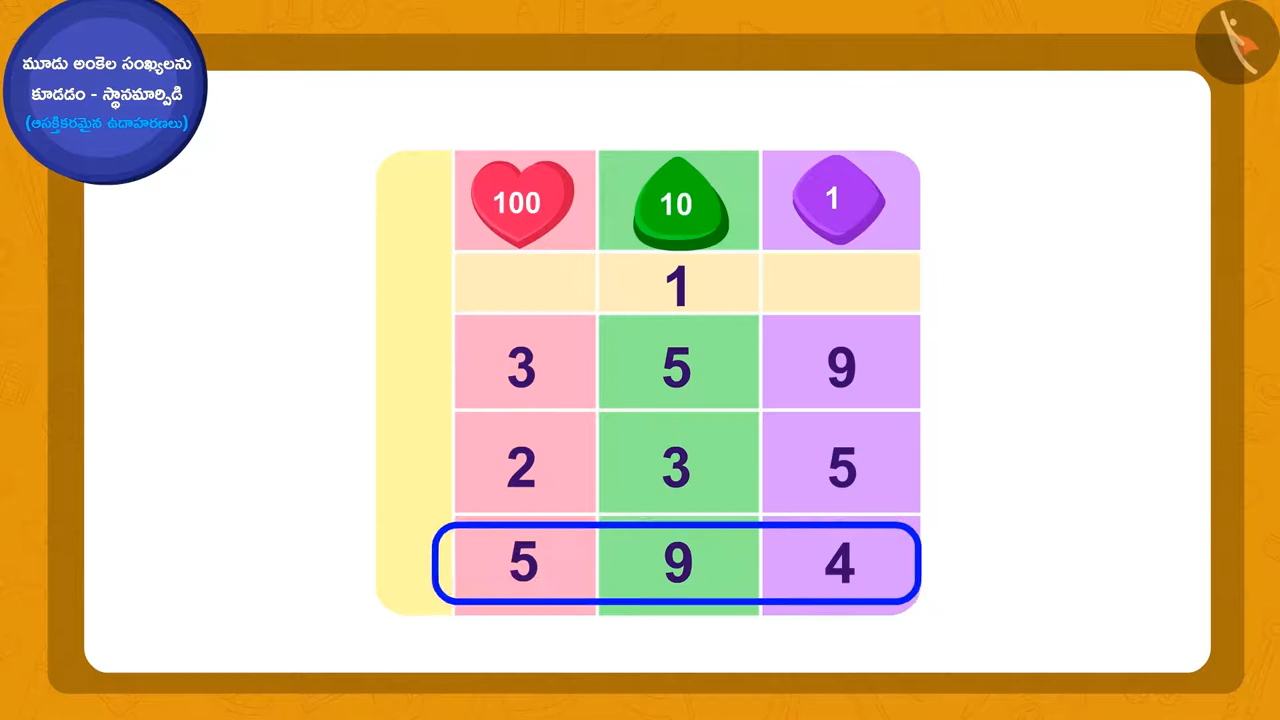 మూడు అంకెల సంఖ్యలను
కూడడం - స్థానమార్పిడి
(ఆసక్తికరమైన ఉదాహరణలు)
100 10 1
1
3 5 9
2 3 5
5 9 4